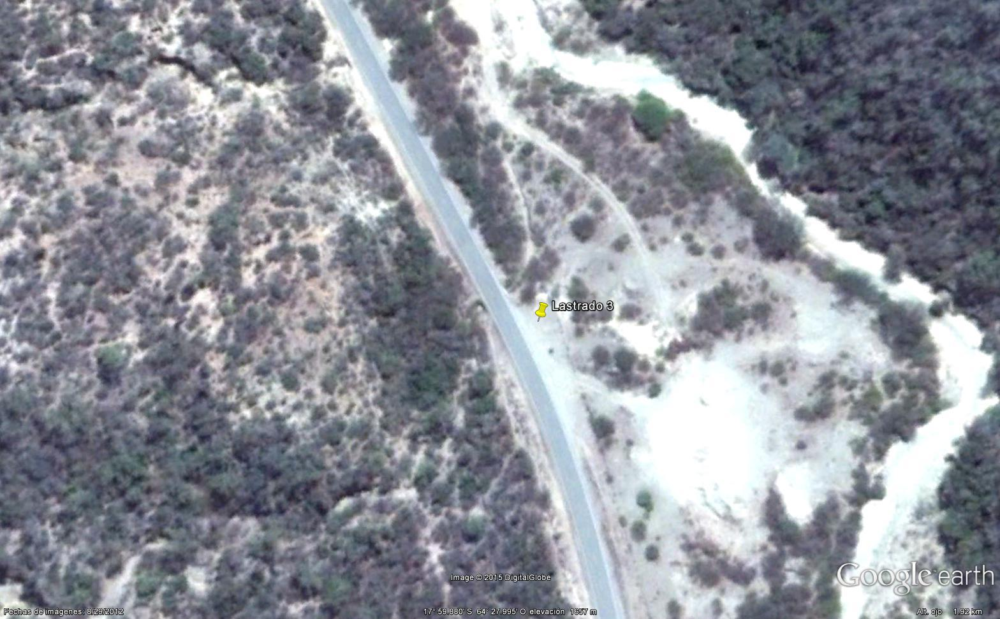 Lastrado 3
Image © 2015 DigitalGlobe
Google earth
Fechas de imágenes: 8/29/2012
17° 59.880' S 64° 27.995' O elevación 1657 m
Alt. ojo 1.92 km